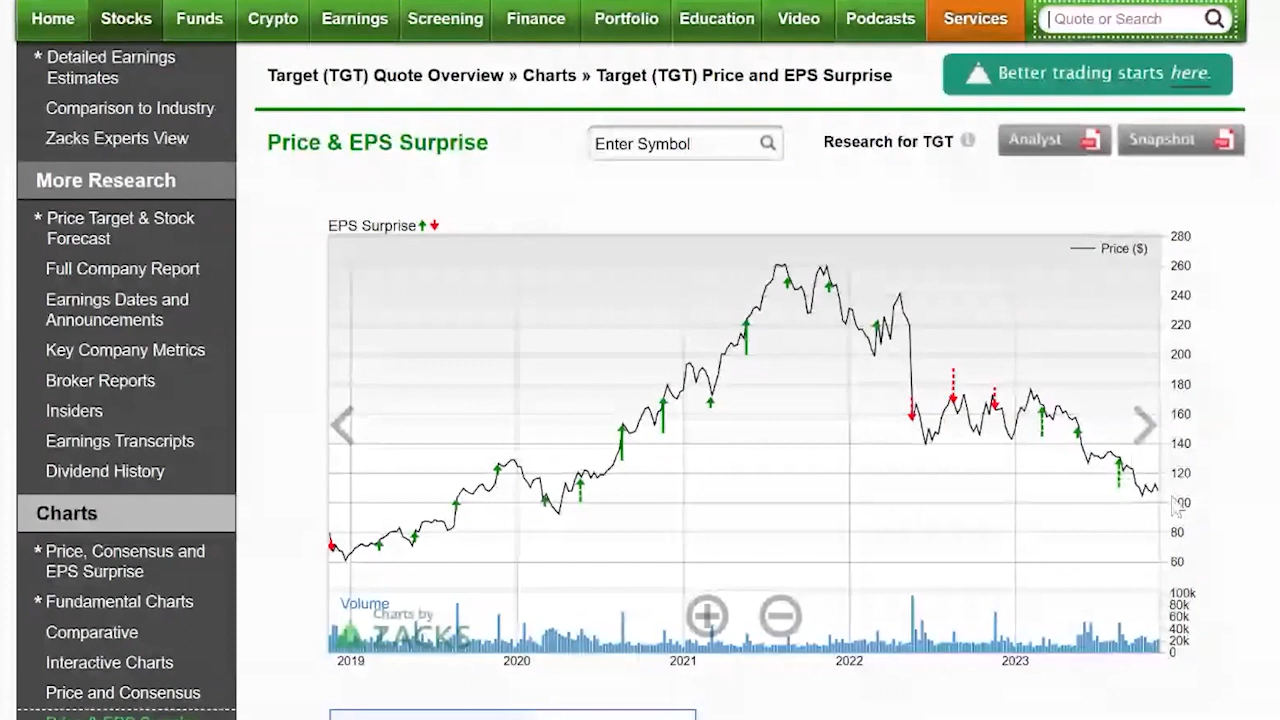 Home Stocks Funds Crypto Earnings Screening Finance Portfolio Education Video Podcasts Services Quote or Search
* Detailed Earnings
Estimates
Comparison to Industry
Zacks Experts View
More Research
* Price Target & Stock
Forecast
Full Company Report
Earnings Dates and
Announcements
Key Company Metrics
Broker Reports
Insiders
Earnings Transcripts
Dividend History
Charts
* Price, Consensus and
EPS Surprise
* Fundamental Charts
Comparative
Interactive Charts
Price and Consensus
Target (TGT) Quote Overview » Charts » Target (TGT) Price and EPS Surprise
Better trading starts here.
Price & EPS Surprise
Enter Symbol
Research for TGT
Analyst
Snapshot
EPS Surprise
Price ($)
280
260
240
220
200
180
160
140
120
100
80
60
Volume
Charts by
ZACKS
100k
80k
60k
40k
20k
0
2019 2020 2021 2022 2023